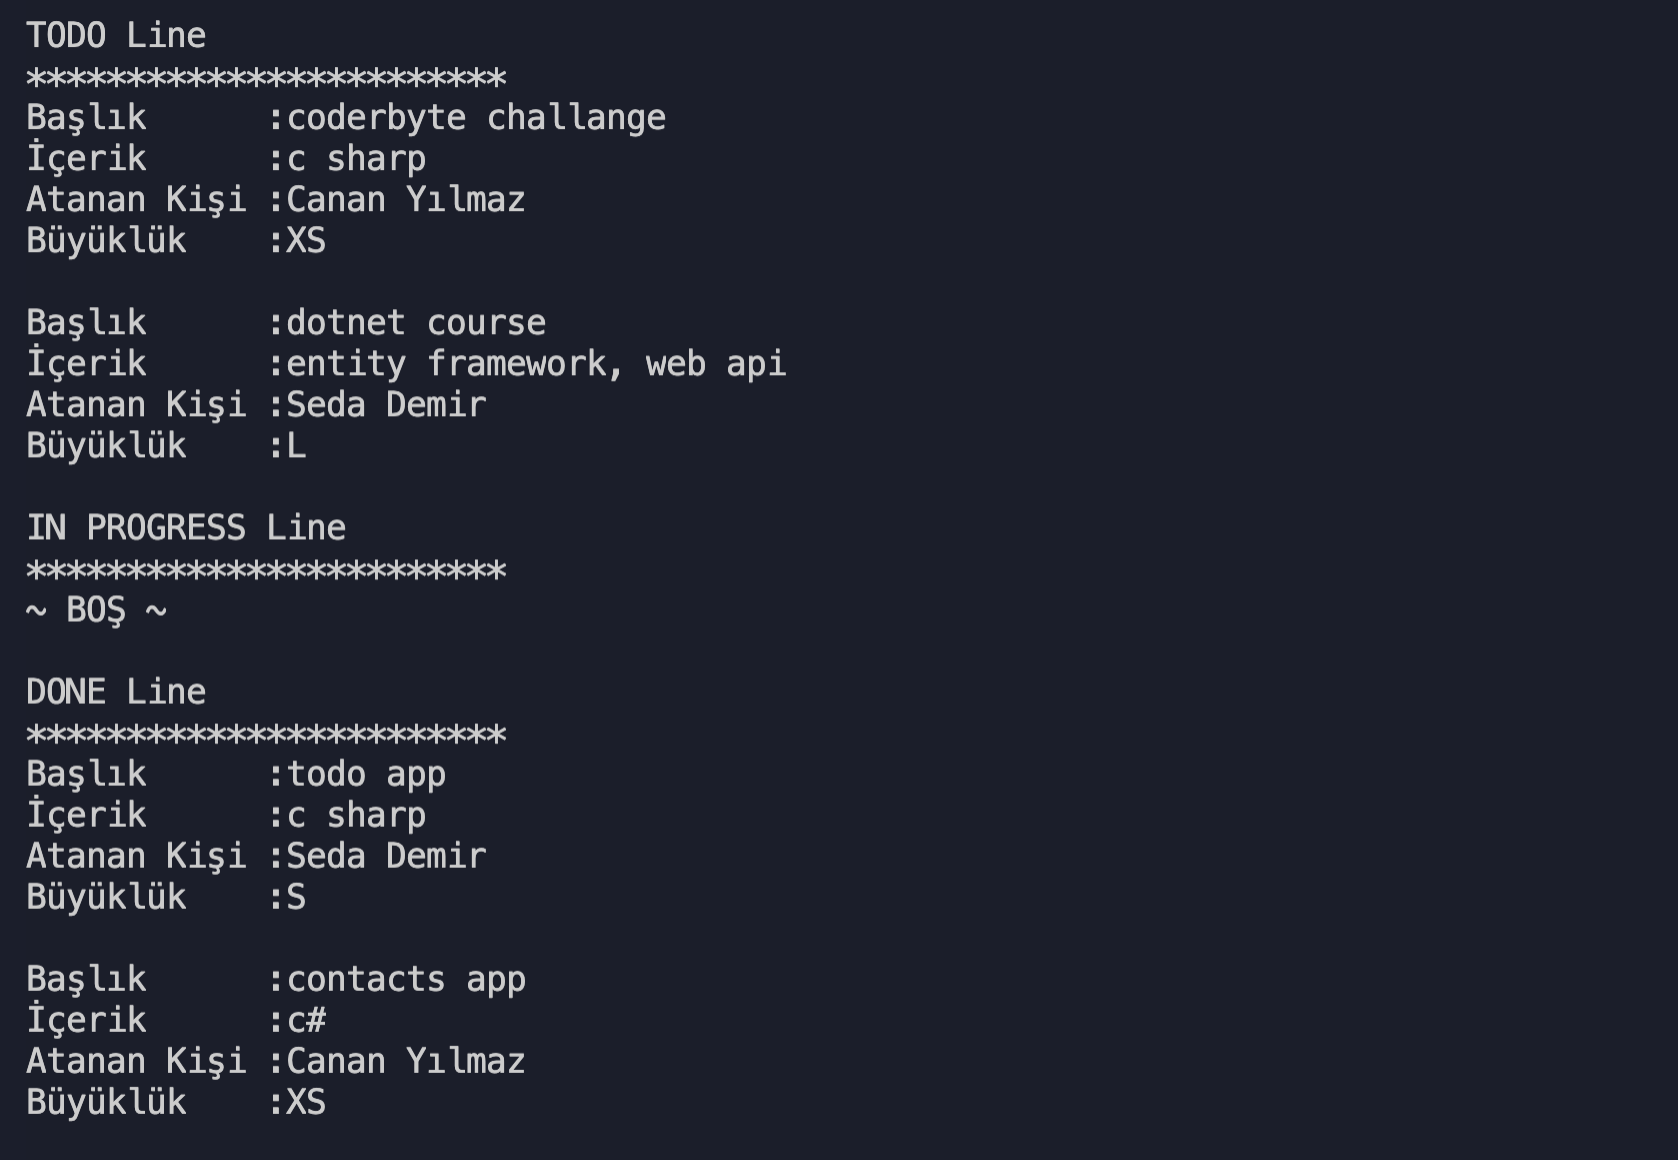 TODO Line
************************
Başlık      :coderbyte challange
İçerik      :c sharp
Atanan Kişi :Canan Yılmaz
Büyüklük    :XS
Başlık      :dotnet course
İçerik      :entity framework, web api
Atanan Kişi :Seda Demir
Büyüklük    :L
IN PROGRESS Line
************************
~ BOŞ ~
DONE Line
************************
Başlık      :todo app
İçerik      :c sharp
Atanan Kişi :Seda Demir
Büyüklük    :S
Başlık      :contacts app
İçerik      :c#
Atanan Kişi :Canan Yılmaz
Büyüklük    :XS